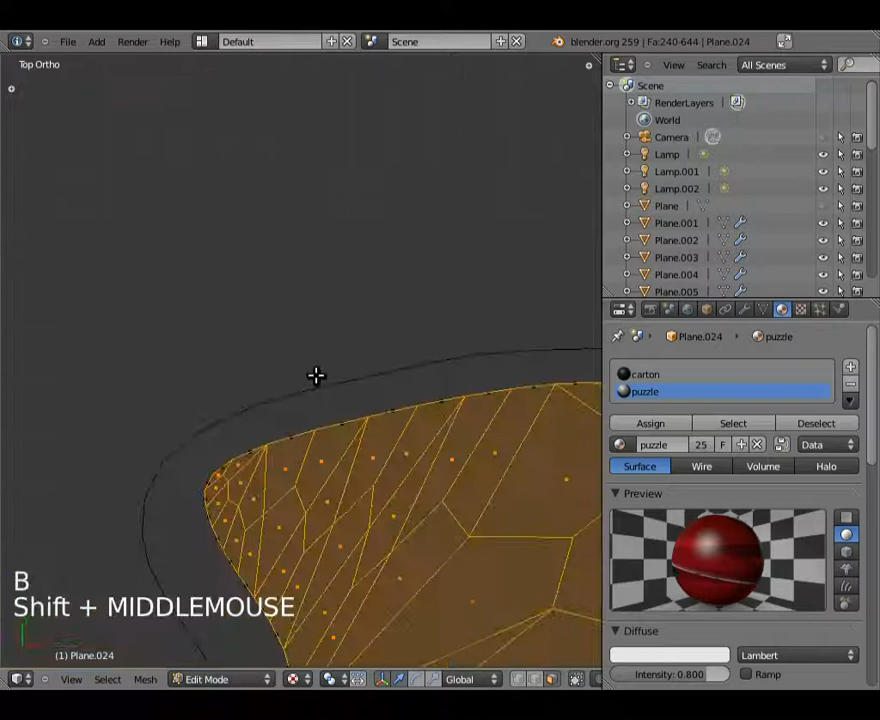 File Add Render Help Default Scene blender.org 259 | Fa:240-644 | Plane.024
Top Ortho
View Search All Scenes
Scene
RenderLayers
World
Camera
Lamp
Lamp.001
Lamp.002
Plane
Plane.001
Plane.002
Plane.003
Plane.004
Plane.005
Plane.024 puzzle
carton
puzzle
Assign Select Deselect
puzzle 25 F Data
Surface Wire Volume Halo
Preview
Diffuse
Lambert
Intensity: 0.800 Ramp
B
Shift + MIDDLEMOUSE
(1) Plane.024
View Select Mesh Edit Mode Global